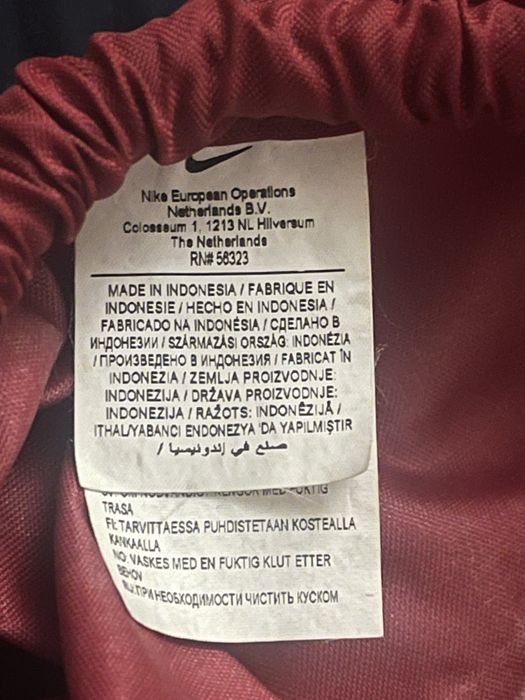 Nike European Operations
Netherlands B.V.
Colosseum 1, 1213 NL Hilversum
The Netherlands
RN# 56323
MADE IN INDONESIA / FABRIQUE EN
INDONESIE / HECHO EN INDONESIA /
FABRICADO NA INDONÉSIA / СДЕЛАНО В
ИНДОНЕЗИИ / SZÁRMAZÁSI ORSZÁG: INDONÉZIA
/ ПРОИЗВЕДЕНО В ИНДОНЕЗИЯ / FABRICAT ÎN
INDONEZIA / ZEMLJA PROIZVODNJE:
INDONEZIJA / DRŽAVA PROIZVODNJE:
INDONEZIJA / RAŽOTS: INDONĒZIJĀ /
ITHAL/YABANCI ENDONEZYA 'DA YAPILMIŞTIR
/ صنع في إندونيسيا
MED FUKTIG
TRASA
FI: TARVITTAESSA PUHDISTETAAN KOSTEALLA
KANKAALLA
NO: VASKES MED EN FUKTIG KLUT ETTER
BEHOV
ПРИ НЕОБХОДИМОСТИ ЧИСТИТЬ КУСКОМ